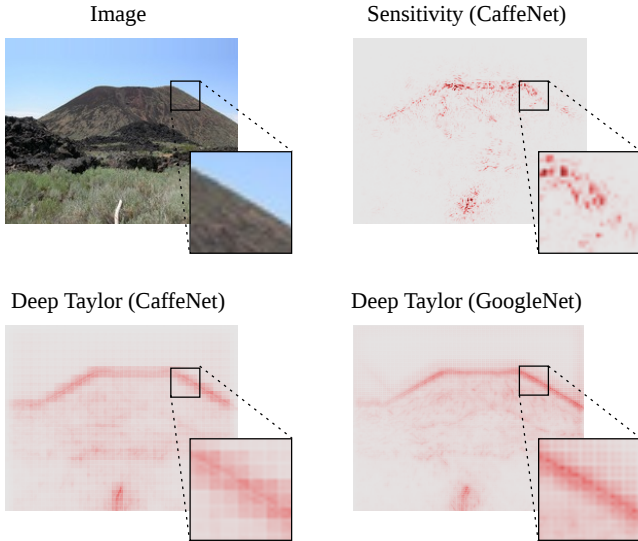 Image
Sensitivity (CaffeNet)
Deep Taylor (CaffeNet)
Deep Taylor (GoogleNet)